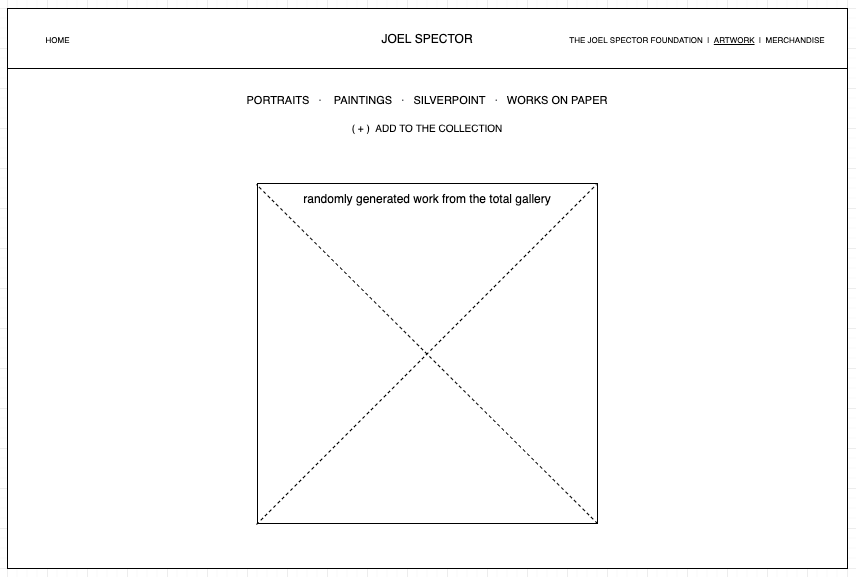 HOME
JOEL SPECTOR
THE JOEL SPECTOR FOUNDATION | ARTWORK | MERCHANDISE
PORTRAITS · PAINTINGS · SILVERPOINT · WORKS ON PAPER
( + ) ADD TO THE COLLECTION
randomly generated work from the total gallery